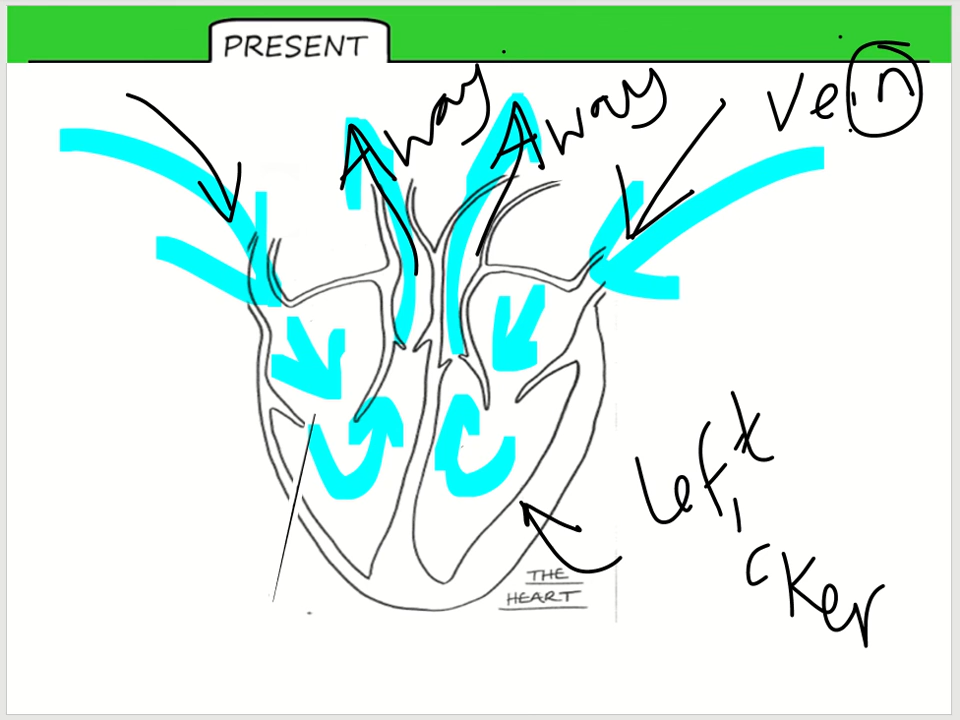 PRESENT
Away
Away
Vein
Left,
THE
HEART